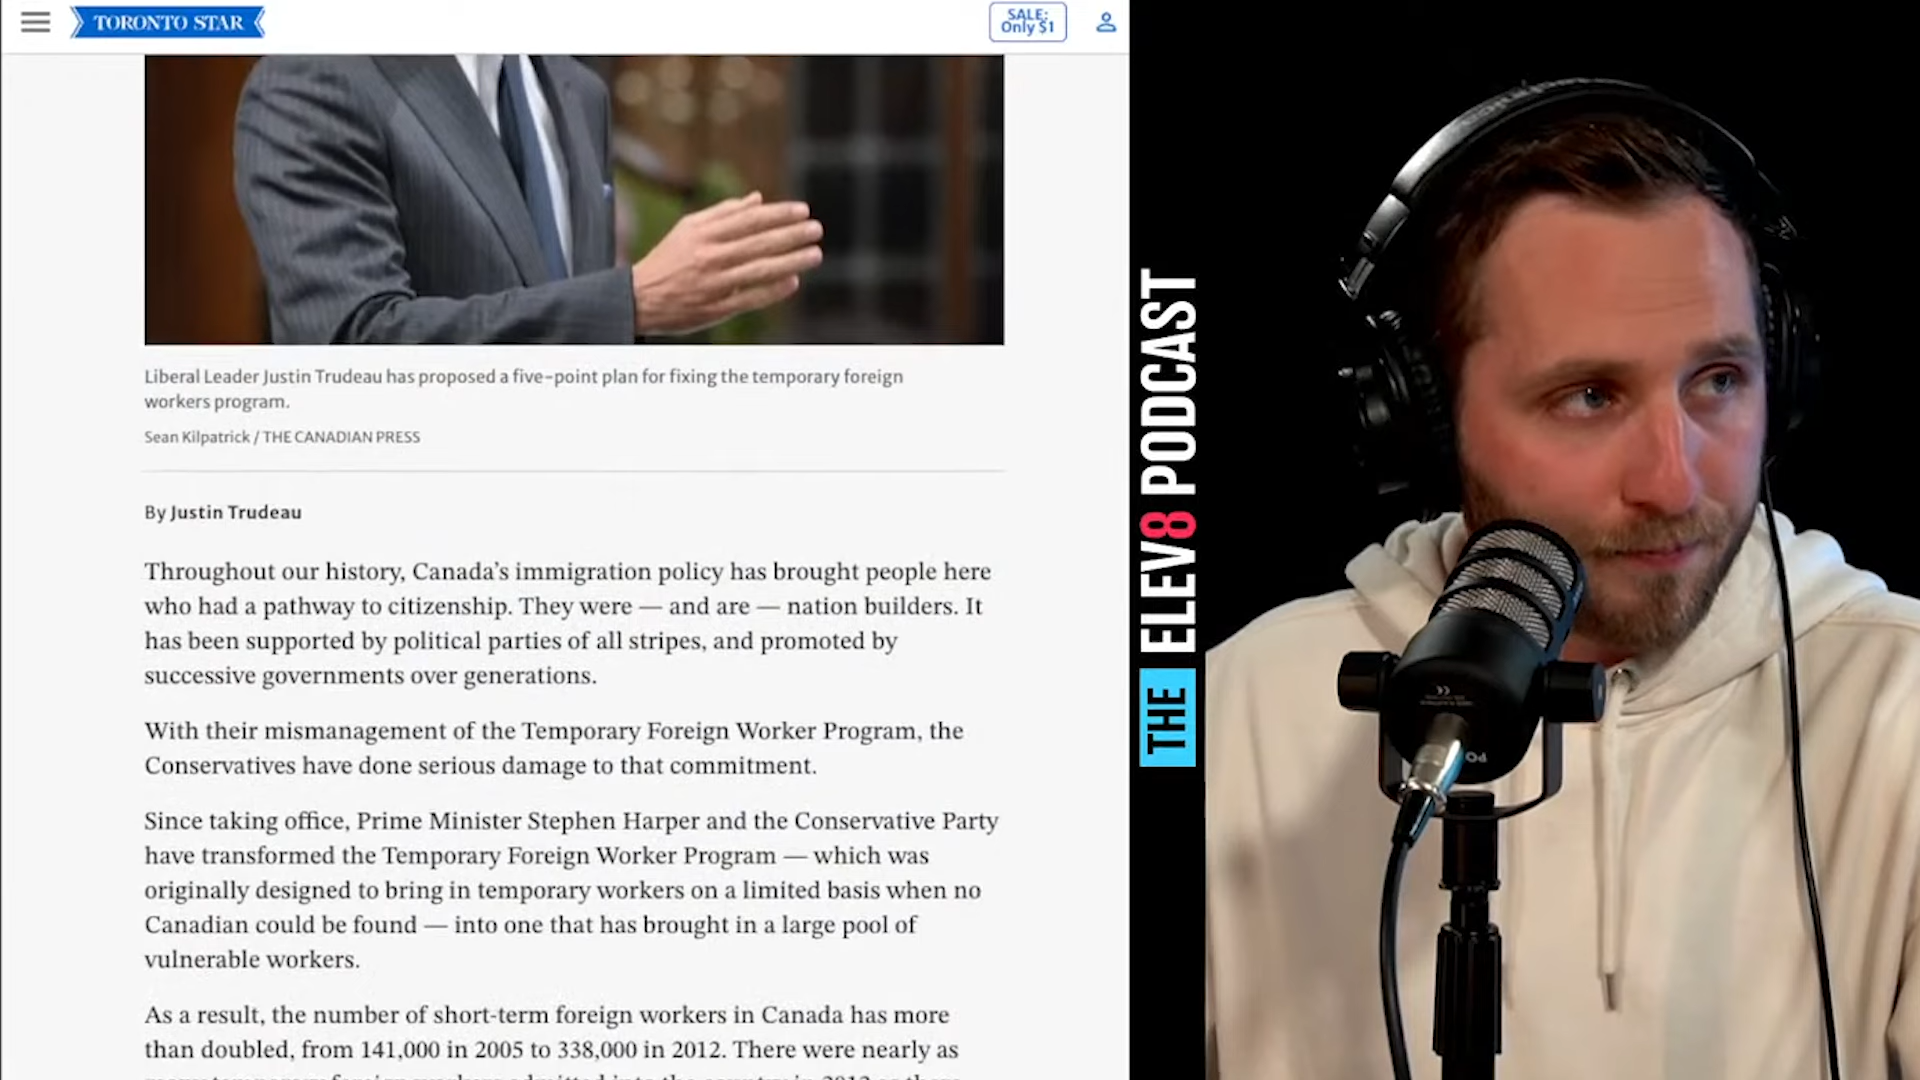 TORONTO STAR
SALE:
Only $1
Liberal Leader Justin Trudeau has proposed a five-point plan for fixing the temporary foreign
workers program.
Sean Kilpatrick / THE CANADIAN PRESS
By Justin Trudeau
Throughout our history, Canada’s immigration policy has brought people here
who had a pathway to citizenship. They were — and are — nation builders. It
has been supported by political parties of all stripes, and promoted by
successive governments over generations.
With their mismanagement of the Temporary Foreign Worker Program, the
Conservatives have done serious damage to that commitment.
Since taking office, Prime Minister Stephen Harper and the Conservative Party
have transformed the Temporary Foreign Worker Program — which was
originally designed to bring in temporary workers on a limited basis when no
Canadian could be found — into one that has brought in a large pool of
vulnerable workers.
As a result, the number of short-term foreign workers in Canada has more
than doubled, from 141,000 in 2005 to 338,000 in 2012. There were nearly as
THE ELEV8 PODCAST